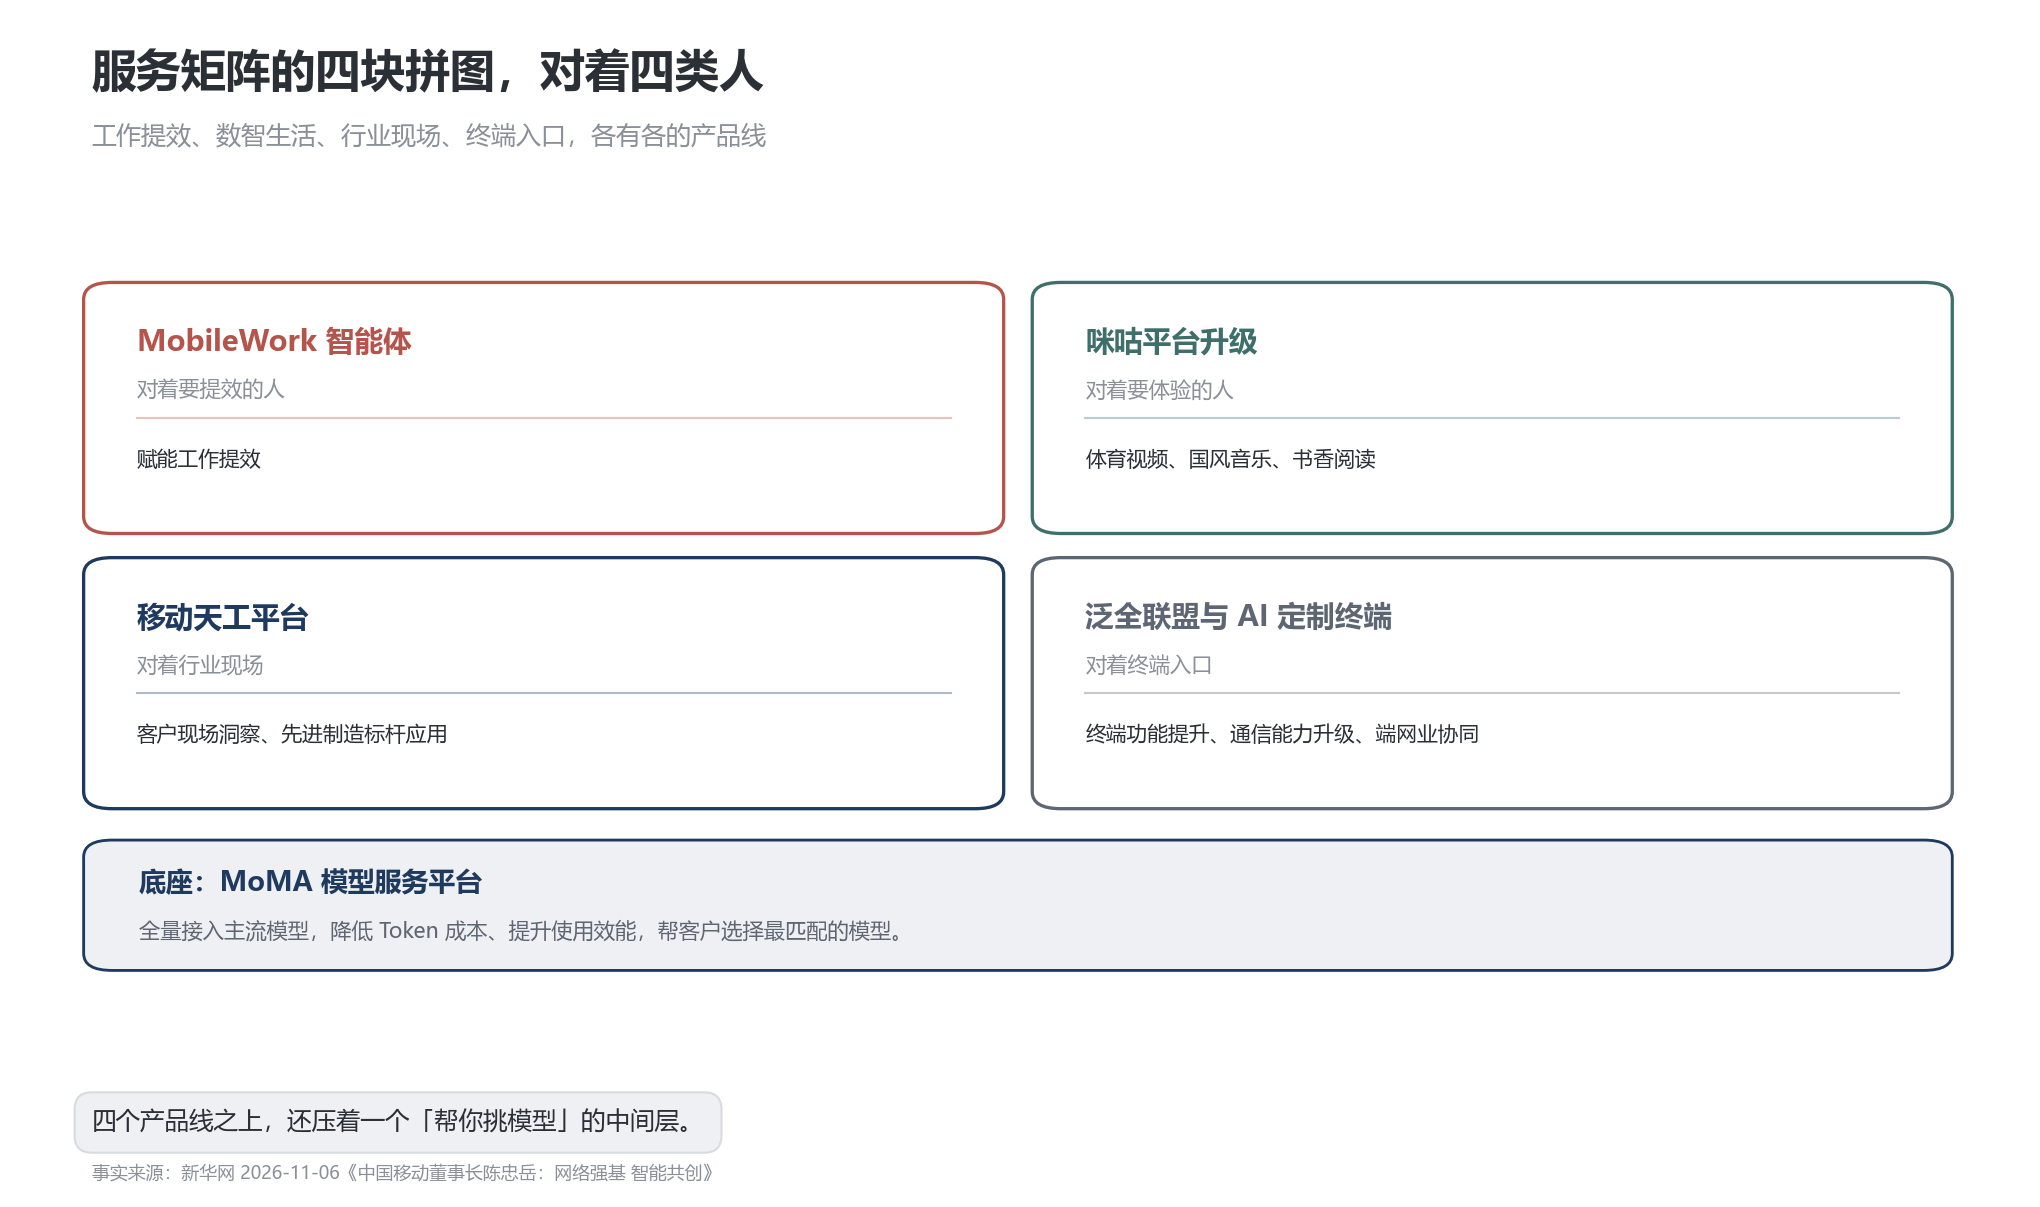 服务矩阵的四块拼图，对着四类人
工作提效、数智生活、行业现场、终端入口，各有各的产品线
MobileWork 智能体
对着要提效的人
赋能工作提效
咪咕平台升级
对着要体验的人
体育视频、国风音乐、书香阅读
移动天工平台
对着行业现场
客户现场洞察、先进制造标杆应用
泛全联盟与 AI 定制终端
对着终端入口
终端功能提升、通信能力升级、端网业协同
底座：MoMA 模型服务平台
全量接入主流模型，降低 Token 成本、提升使用效能，帮客户选择最匹配的模型。
四个产品线之上，还压着一个「帮你挑模型」的中间层。
事实来源：新华网 2026-11-06《中国移动董事长陈忠岳：网络强基 智能共创》